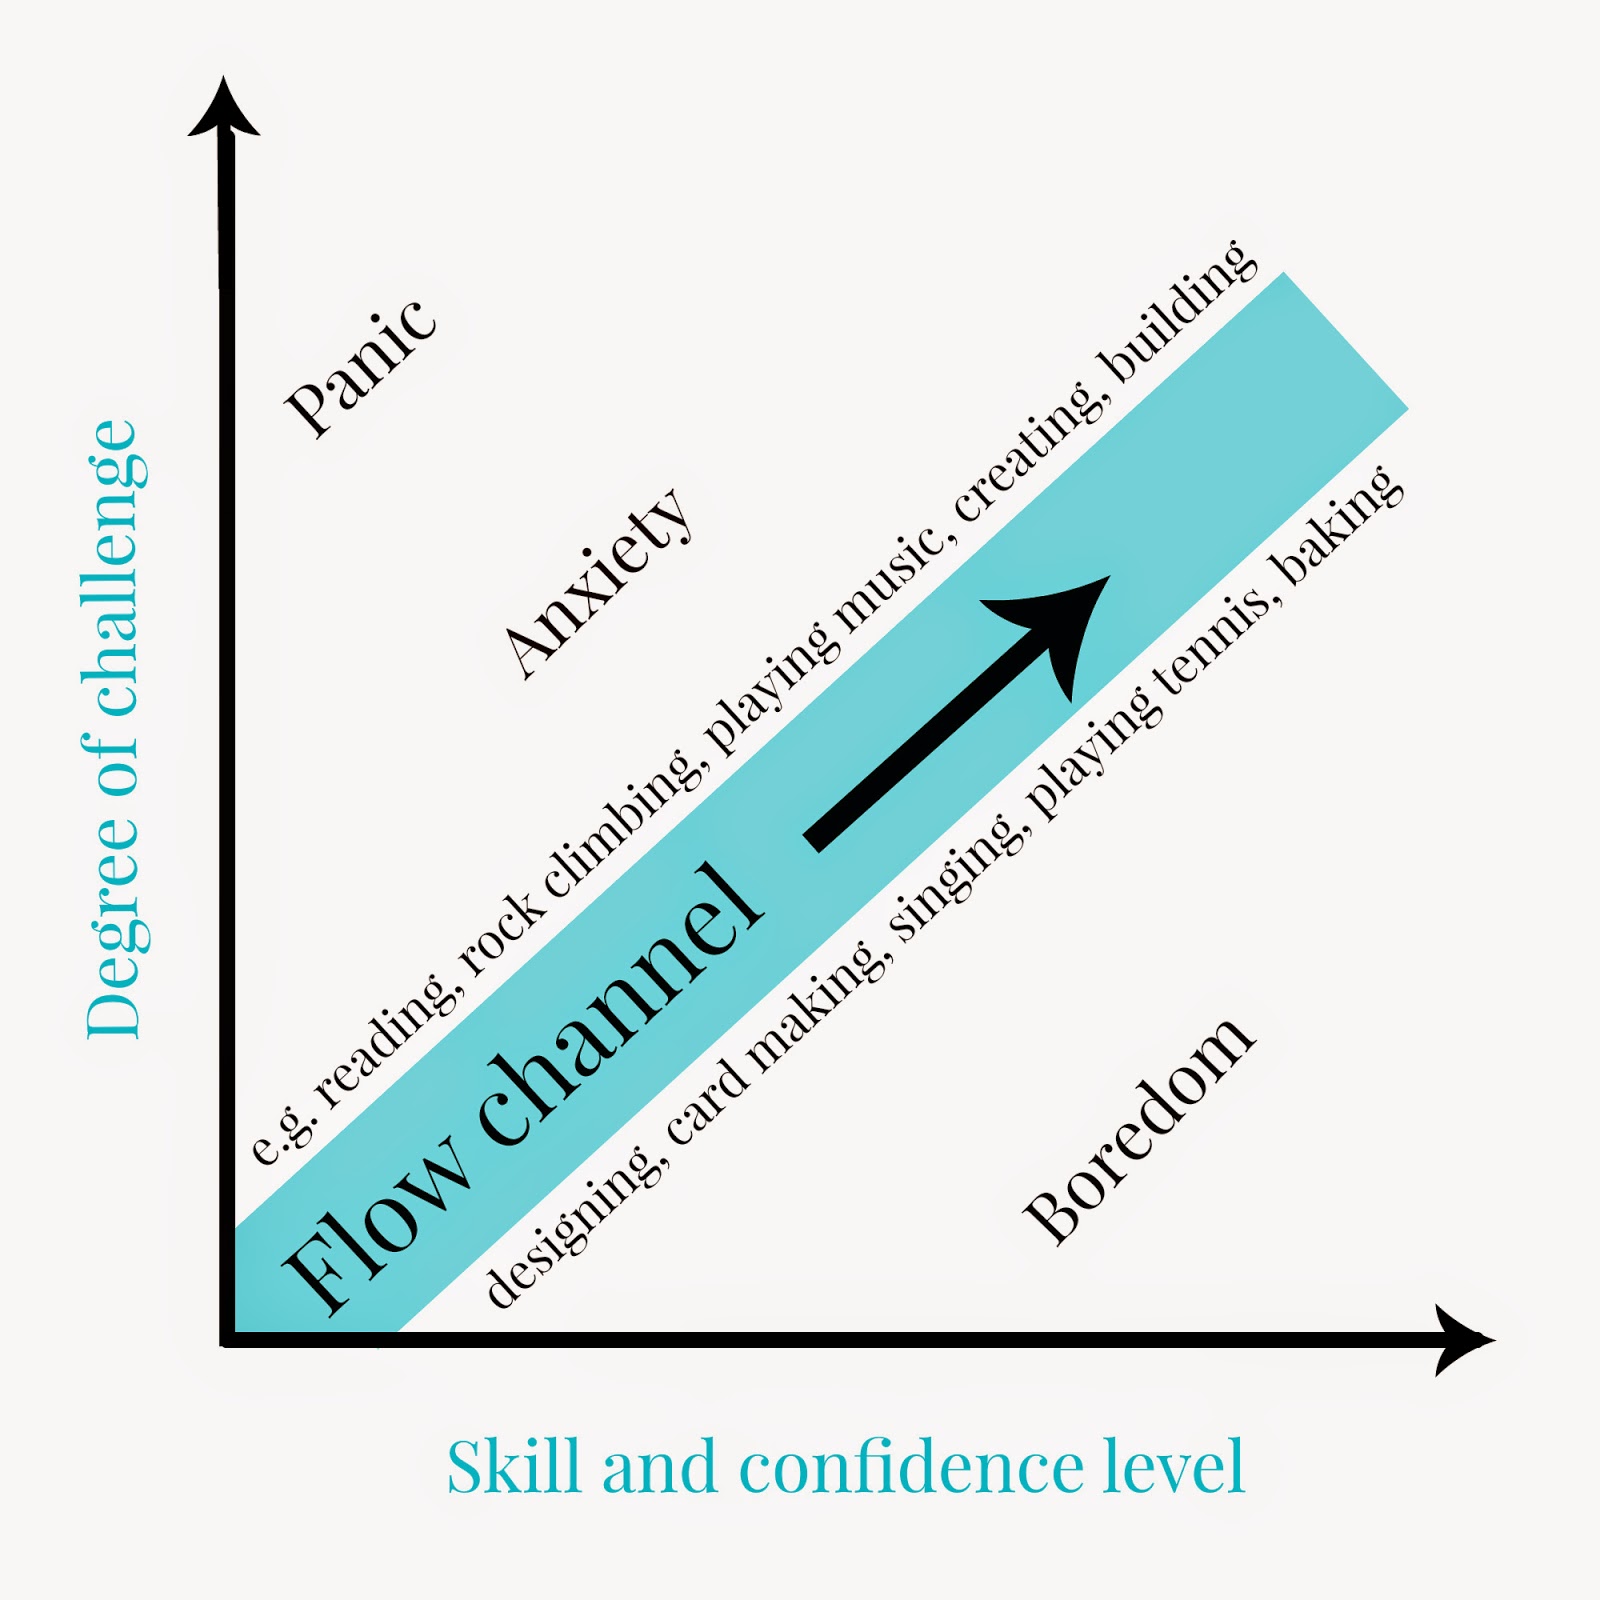 Degree of challenge
Panic
Anxiety
e.g. reading, rock climbing, playing music, creating, building
Flow channel
designing, card making, singing, playing tennis, baking
Boredom
Skill and confidence level